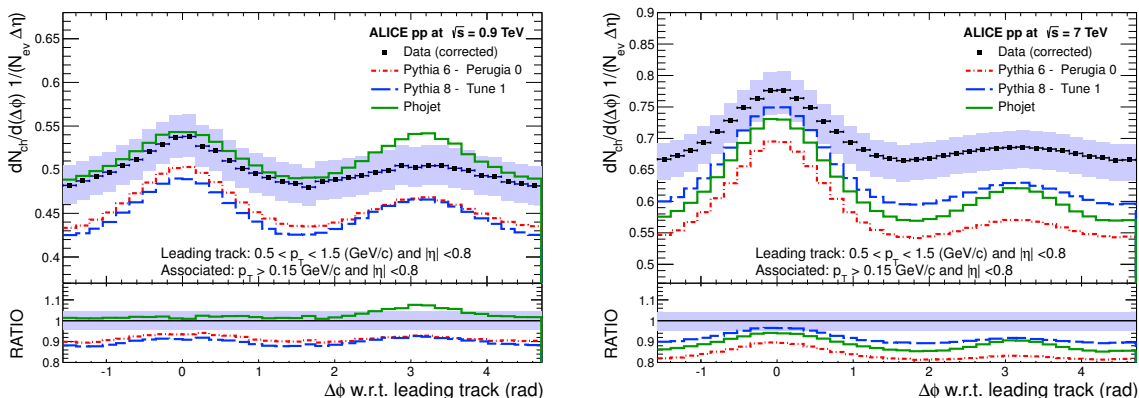 dN_ch/d(Δϕ) 1/(N_ev Δη)
0.65
0.6
0.55
0.5
0.45
0.4
ALICE pp at √s = 0.9 TeV
Data (corrected)
Pythia 6 - Perugia 0
Pythia 8 - Tune 1
Phojet
Leading track: 0.5 < p_T < 1.5 (GeV/c) and |η| <0.8
Associated: p_T > 0.15 GeV/c and |η| <0.8
RATIO
1.1
1
0.9
0.8
-1 0 1 2 3 4
Δϕ w.r.t. leading track (rad)
dN_ch/d(Δϕ) 1/(N_ev Δη)
0.9
0.85
0.8
0.75
0.7
0.65
0.6
0.55
0.5
ALICE pp at √s = 7 TeV
Data (corrected)
Pythia 6 - Perugia 0
Pythia 8 - Tune 1
Phojet
Leading track: 0.5 < p_T < 1.5 (GeV/c) and |η| <0.8
Associated: p_T > 0.15 GeV/c and |η| <0.8
RATIO
1.1
1
0.9
0.8
-1 0 1 2 3 4
Δϕ w.r.t. leading track (rad)